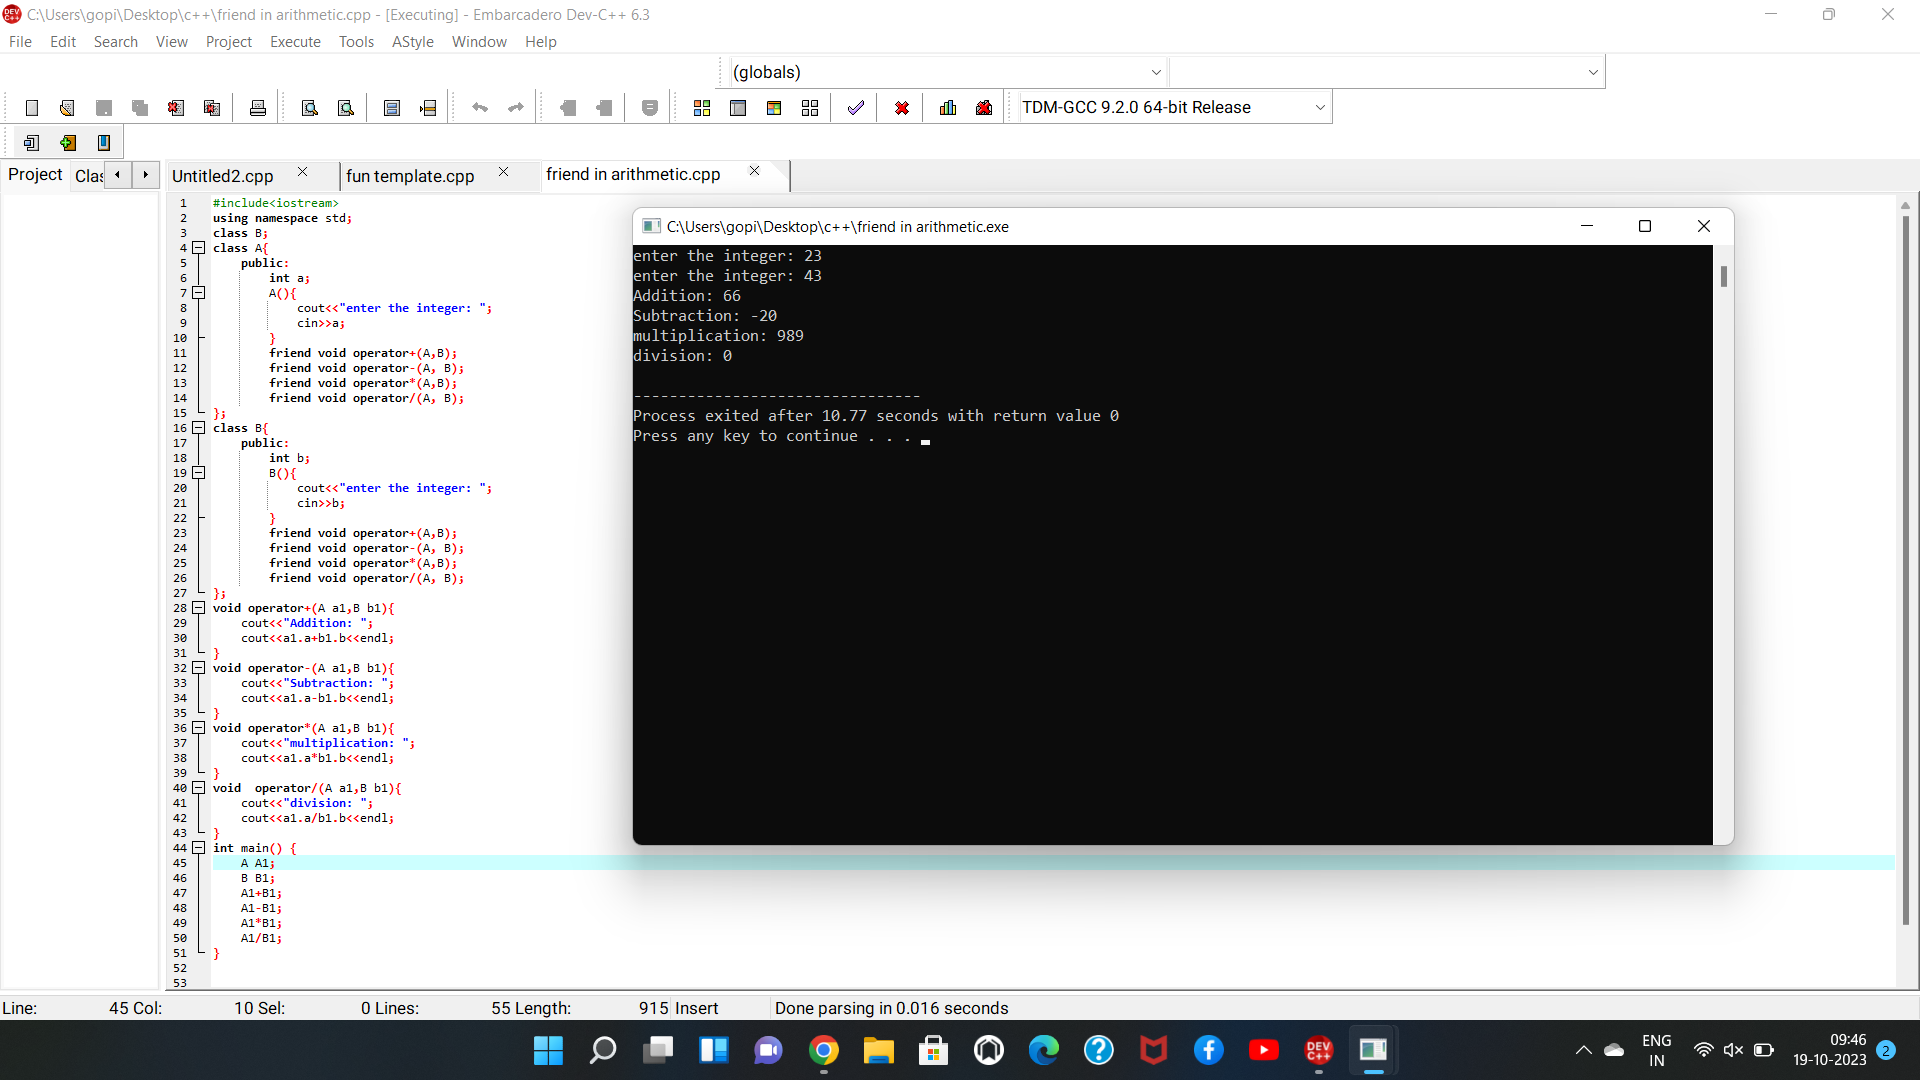 C:\Users\gopi\Desktop\c++\friend in arithmetic.cpp - [Executing] - Embarcadero Dev-C++ 6.3
File Edit Search View Project Execute Tools AStyle Window Help
(globals)
TDM-GCC 9.2.0 64-bit Release
Project Clas
Untitled2.cpp fun template.cpp friend in arithmetic.cpp
1 #include<iostream>
2 using namespace std;
3 class B;
4 class A{
5 public:
6 int a;
7 A(){
8 cout<<"enter the integer: ";
9 cin>>a;
10 }
11 friend void operator+(A,B);
12 friend void operator-(A, B);
13 friend void operator*(A,B);
14 friend void operator/(A, B);
15 };
16 class B{
17 public:
18 int b;
19 B(){
20 cout<<"enter the integer: ";
21 cin>>b;
22 }
23 friend void operator+(A,B);
24 friend void operator-(A, B);
25 friend void operator*(A,B);
26 friend void operator/(A, B);
27 };
28 void operator+(A a1,B b1){
29 cout<<"Addition: ";
30 cout<<a1.a+b1.b<<endl;
31 }
32 void operator-(A a1,B b1){
33 cout<<"Subtraction: ";
34 cout<<a1.a-b1.b<<endl;
35 }
36 void operator*(A a1,B b1){
37 cout<<"multiplication: ";
38 cout<<a1.a*b1.b<<endl;
39 }
40 void  operator/(A a1,B b1){
41 cout<<"division: ";
42 cout<<a1.a/b1.b<<endl;
43 }
44 int main() {
45 A A1;
46 B B1;
47 A1+B1;
48 A1-B1;
49 A1*B1;
50 A1/B1;
51 }
52
53
C:\Users\gopi\Desktop\c++\friend in arithmetic.exe
enter the integer: 23
enter the integer: 43
Addition: 66
Subtraction: -20
multiplication: 989
division: 0
--------------------------------
Process exited after 10.77 seconds with return value 0
Press any key to continue . . .
Line: 45 Col: 10 Sel: 0 Lines: 55 Length: 915 Insert Done parsing in 0.016 seconds
DEV C++
ENG IN
09:46
19-10-2023
2